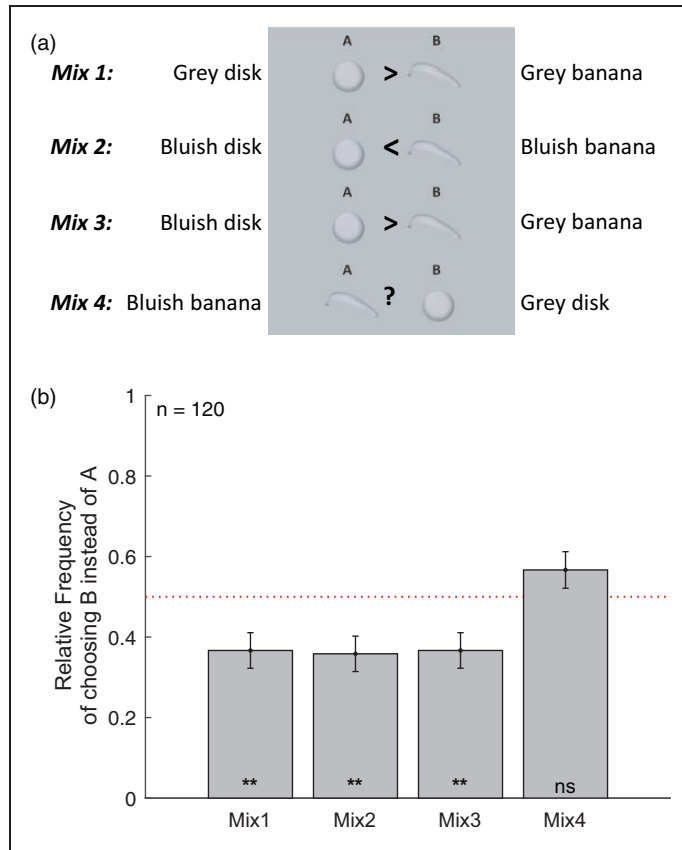 (a)
A B
Mix 1: Grey disk > Grey banana
A B
Mix 2: Bluish disk < Bluish banana
A B
Mix 3: Bluish disk > Grey banana
A B
Mix 4: Bluish banana ? Grey disk
(b)
n = 120
Relative Frequency
of choosing B instead of A
1
0.8
0.6
0.4
0.2
0
** ** ** ns
Mix1 Mix2 Mix3 Mix4